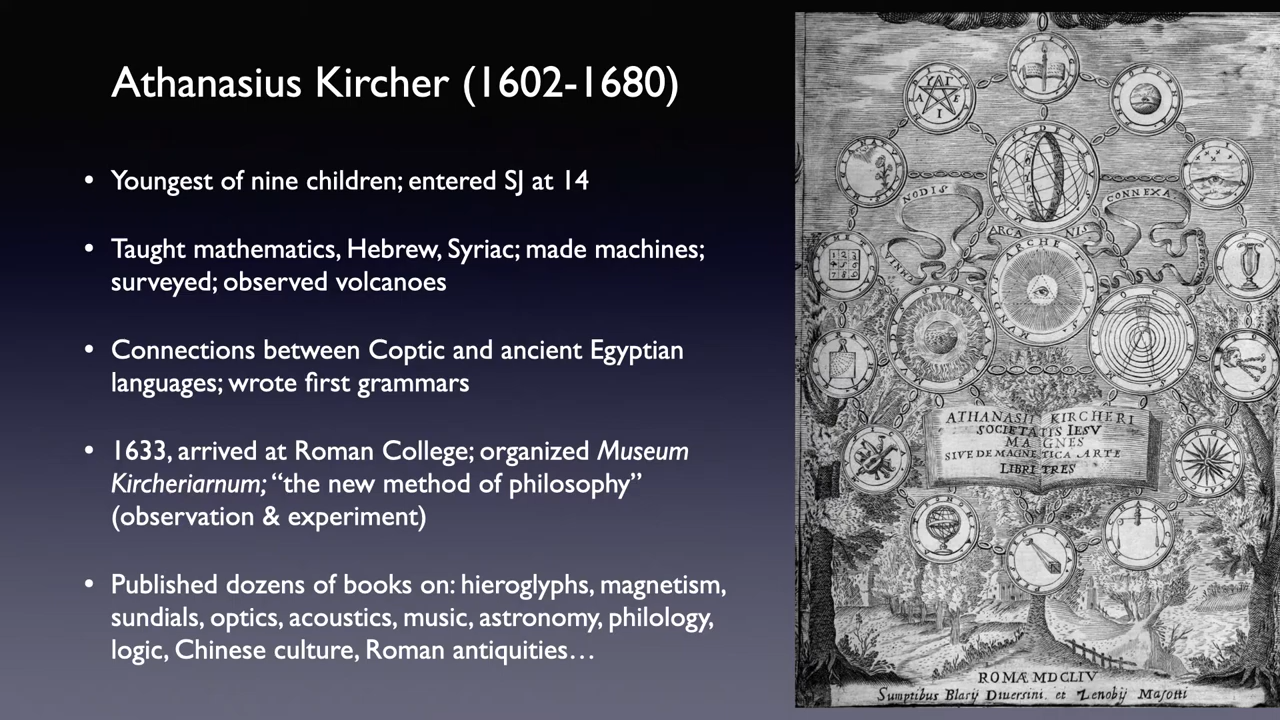 Athanasius Kircher (1602-1680)
• Youngest of nine children; entered SJ at 14
• Taught mathematics, Hebrew, Syriac; made machines;
surveyed; observed volcanoes
• Connections between Coptic and ancient Egyptian
languages; wrote first grammars
• 1633, arrived at Roman College; organized Museum
Kircheriarnum; “the new method of philosophy”
(observation & experiment)
• Published dozens of books on: hieroglyphs, magnetism,
sundials, optics, acoustics, music, astronomy, philology,
logic, Chinese culture, Roman antiquities…
NODIS
CONNEXA
ARCANIS
ARCHETYPUS
ATHANASII KIRCHERI
SOCIETATIS IESV
MAGNES
SIVE DE MAGNETICA ARTE
LIBRI TRES
ROMÆ MDCLIV
Sumptibus Blasij Diuersini. et Zenobij Masotti